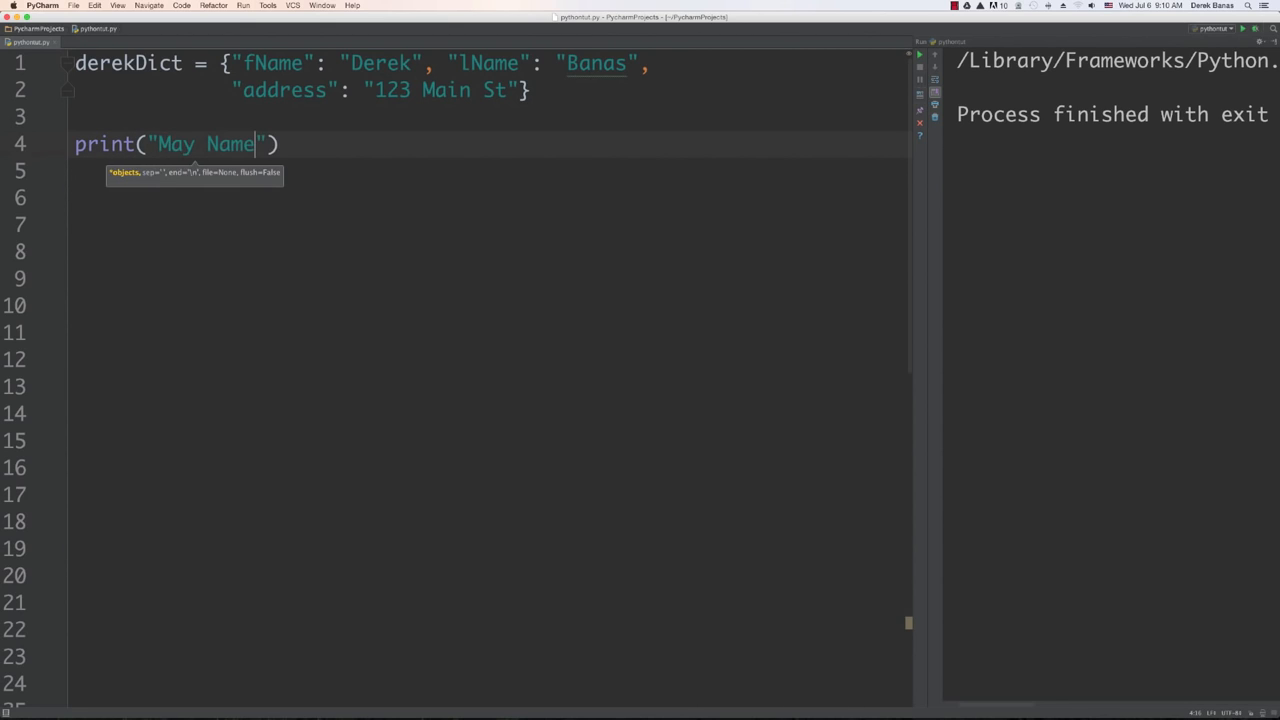 PyCharm File Edit View Navigate Code Refactor Run Tools VCS Window Help 10 Wed Jul 6 9:10 AM Derek Banas
pythontut.py - PycharmProjects - [~/PycharmProjects]
PycharmProjects pythontut.py pythontut
pythontut.py Run: pythontut
1 derekDict = {"fName": "Derek", "lName": "Banas",
2 "address": "123 Main St"}
3
4 print("May Name")
*objects, sep=' ', end='\n', file=None, flush=False
5
6
7
8
9
10
11
12
13
14
15
16
17
18
19
20
21
22
23
24
/Library/Frameworks/Python.
Process finished with exit
4:16 LF÷ UTF-8÷